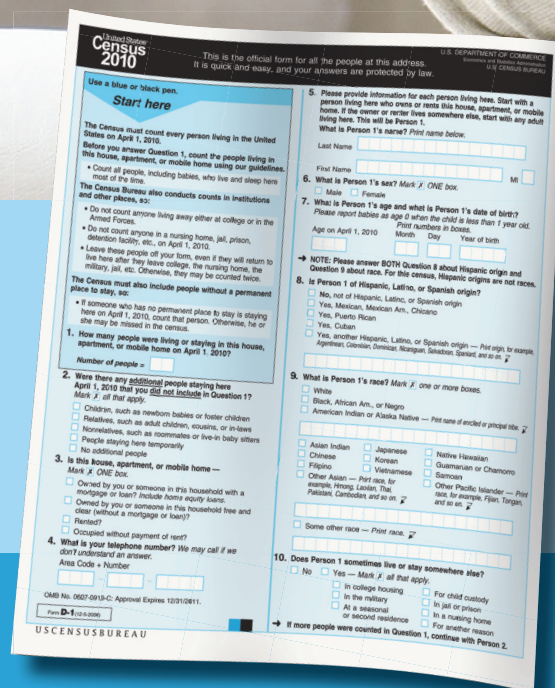 United States
Census
2010
This is the official form for all the people at this address.
It is quick and easy, and your answers are protected by law.
U.S. DEPARTMENT OF COMMERCE
Economics and Statistics Administration
U.S. CENSUS BUREAU
Use a blue or black pen.
Start here
The Census must count every person living in the United
States on April 1, 2010.
Before you answer Question 1, count the people living in
this house, apartment, or mobile home using our guidelines.
• Count all people, including babies, who live and sleep here
most of the time.
The Census Bureau also conducts counts in institutions
and other places, so:
• Do not count anyone living away either at college or in the
Armed Forces.
• Do not count anyone in a nursing home, jail, prison,
detention facility, etc., on April 1, 2010.
• Leave these people off your form, even if they will return to
live here after they leave college, the nursing home, the
military, jail, etc. Otherwise, they may be counted twice.
The Census must also include people without a permanent
place to stay, so:
• If someone who has no permanent place to stay is staying
here on April 1, 2010, count that person. Otherwise, he or
she may be missed in the census.
1. How many people were living or staying in this house,
apartment, or mobile home on April 1, 2010?
Number of people =
2. Were there any additional people staying here
April 1, 2010 that you did not include in Question 1?
Mark X all that apply.
Children, such as newborn babies or foster children
Relatives, such as adult children, cousins, or in-laws
Nonrelatives, such as roommates or live-in baby sitters
People staying here temporarily
No additional people
3. Is this house, apartment, or mobile home —
Mark X ONE box.
Owned by you or someone in this household with a
mortgage or loan? Include home equity loans.
Owned by you or someone in this household free and
clear (without a mortgage or loan)?
Rented?
Occupied without payment of rent?
4. What is your telephone number? We may call if we
don't understand an answer.
Area Code + Number
OMB No. 0607-0919-C: Approval Expires 12/31/2011.
Form D-1 (12-5-2008)
USCENSUSBUREAU
5. Please provide information for each person living here. Start with a
person living here who owns or rents this house, apartment, or mobile
home. If the owner or renter lives somewhere else, start with any adult
living here. This will be Person 1.
What is Person 1's name? Print name below.
Last Name
First Name
MI
6. What is Person 1's sex? Mark X ONE box.
Male Female
7. What is Person 1's age and what is Person 1's date of birth?
Please report babies as age 0 when the child is less than 1 year old.
Print numbers in boxes.
Age on April 1, 2010 Month Day Year of birth
→ NOTE: Please answer BOTH Question 8 about Hispanic origin and
Question 9 about race. For this census, Hispanic origins are not races.
8. Is Person 1 of Hispanic, Latino, or Spanish origin?
No, not of Hispanic, Latino, or Spanish origin
Yes, Mexican, Mexican Am., Chicano
Yes, Puerto Rican
Yes, Cuban
Yes, another Hispanic, Latino, or Spanish origin — Print origin, for example,
Argentinean, Colombian, Dominican, Nicaraguan, Salvadoran, Spaniard, and so on.
9. What is Person 1's race? Mark X one or more boxes.
White
Black, African Am., or Negro
American Indian or Alaska Native — Print name of enrolled or principal tribe.
Asian Indian Japanese Native Hawaiian
Chinese Korean Guamanian or Chamorro
Filipino Vietnamese Samoan
Other Asian — Print race, for
example, Hmong, Laotian, Thai,
Pakistani, Cambodian, and so on.
Other Pacific Islander — Print
race, for example, Fijian, Tongan,
and so on.
Some other race — Print race.
10. Does Person 1 sometimes live or stay somewhere else?
No Yes — Mark X all that apply.
In college housing For child custody
In the military In jail or prison
At a seasonal
or second residence
In a nursing home
For another reason
→ If more people were counted in Question 1, continue with Person 2.